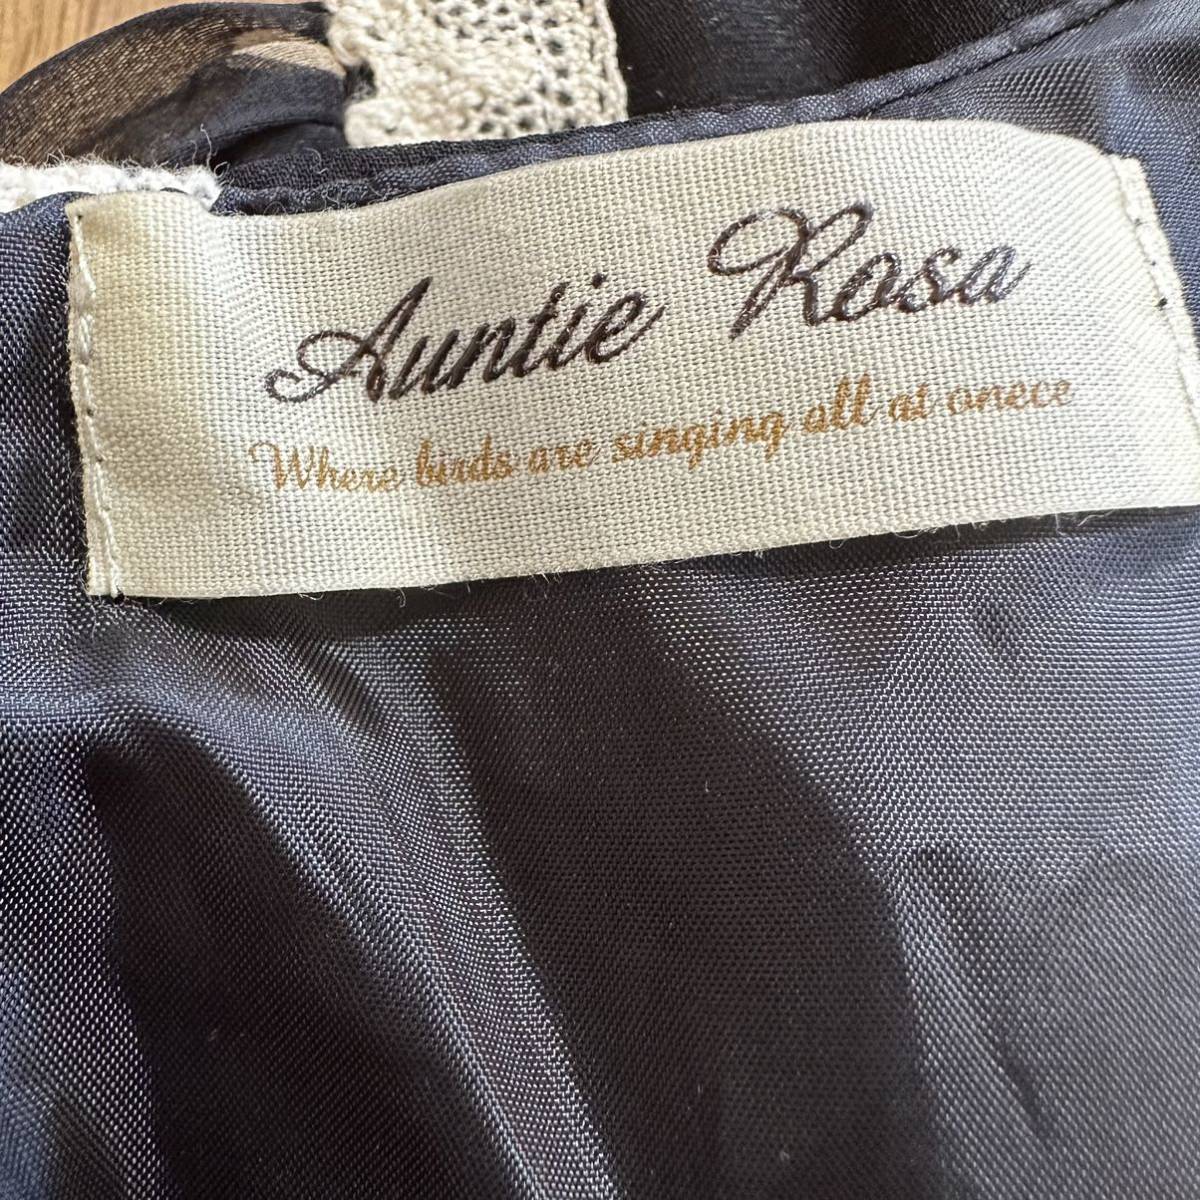 Auntie Rosa
Where birds are singing all at onece